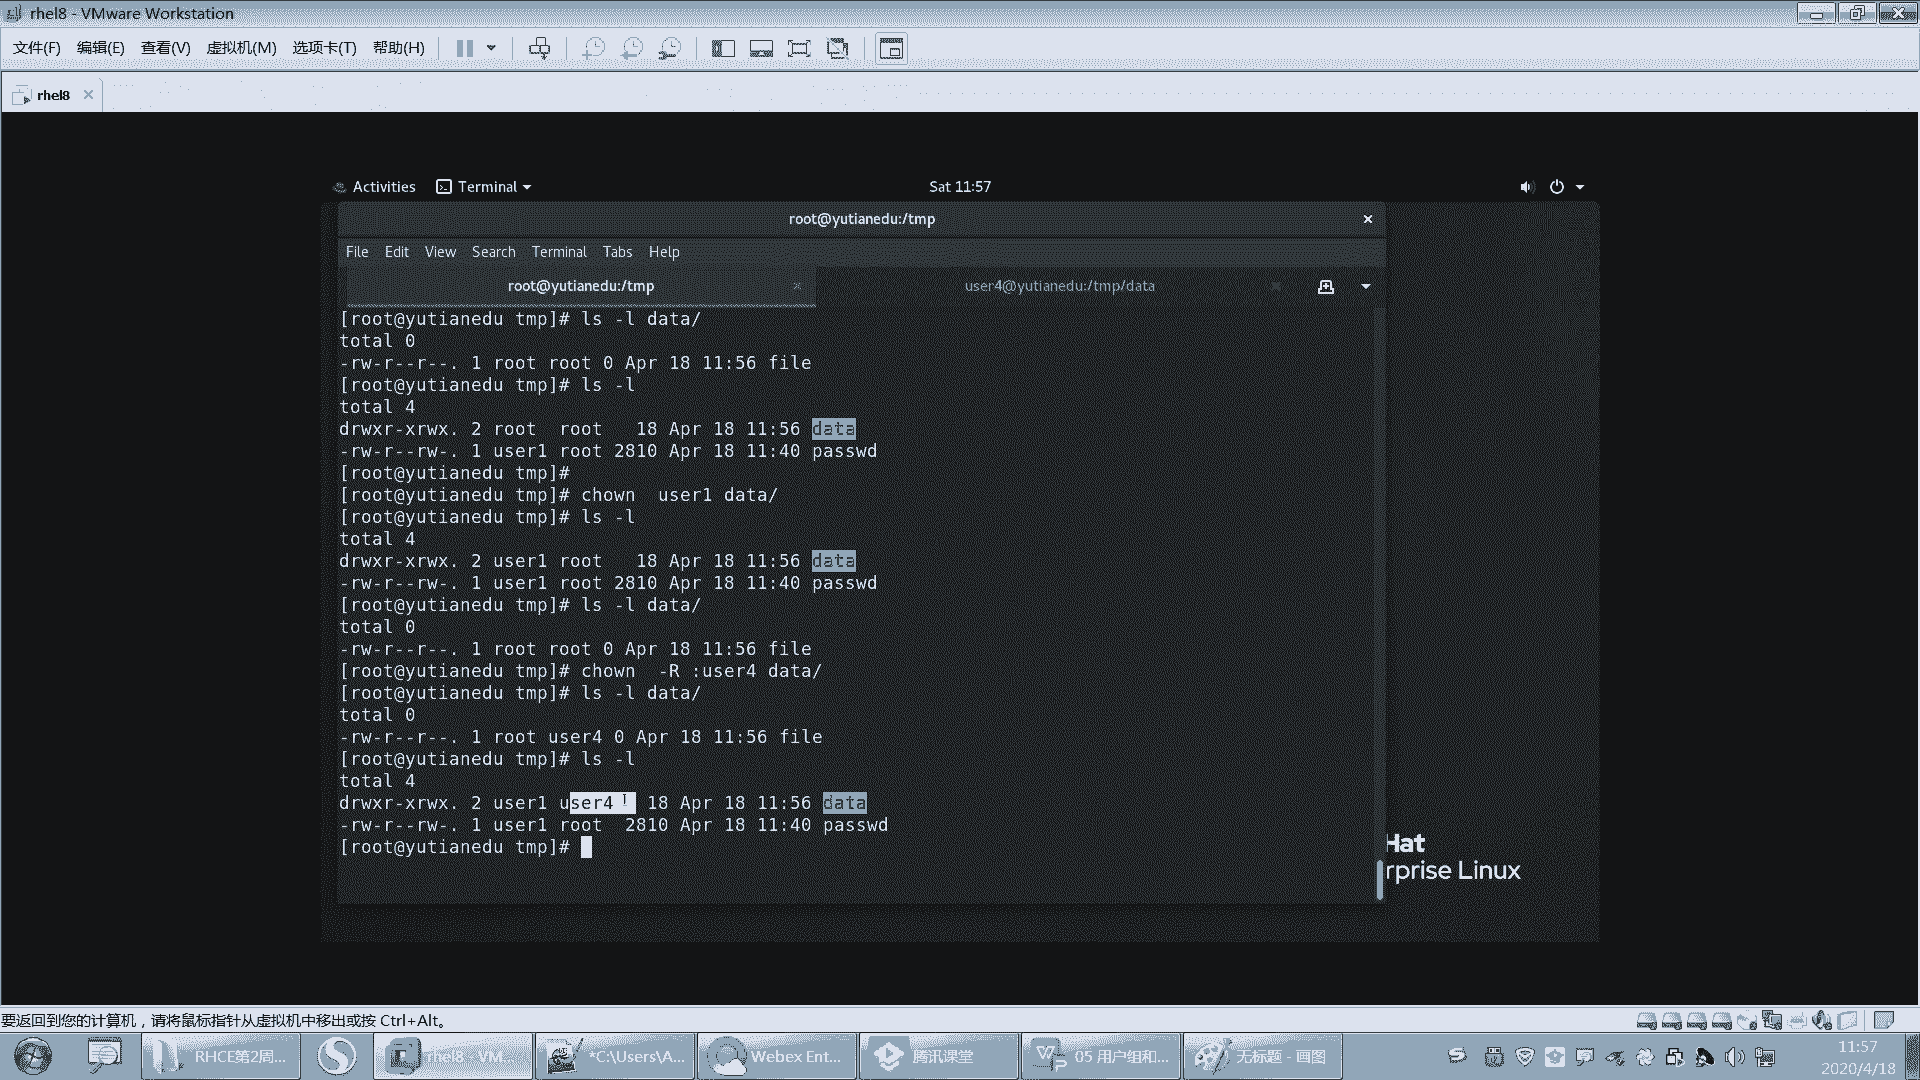 rhel8 - VMware Workstation
文件(F) 编辑(E) 查看(V) 虚拟机(M) 选项卡(T) 帮助(H)
rhel8
Activities Terminal Sat 11:57
root@yutianedu:/tmp
File Edit View Search Terminal Tabs Help
root@yutianedu:/tmp user4@yutianedu:/tmp/data
[root@yutianedu tmp]# ls -l data/
total 0
-rw-r--r--. 1 root root 0 Apr 18 11:56 file
[root@yutianedu tmp]# ls -l
total 4
drwxr-xrwx. 2 root  root   18 Apr 18 11:56 data
-rw-r--rw-. 1 user1 root 2810 Apr 18 11:40 passwd
[root@yutianedu tmp]#
[root@yutianedu tmp]# chown  user1 data/
[root@yutianedu tmp]# ls -l
total 4
drwxr-xrwx. 2 user1 root   18 Apr 18 11:56 data
-rw-r--rw-. 1 user1 root 2810 Apr 18 11:40 passwd
[root@yutianedu tmp]# ls -l data/
total 0
-rw-r--r--. 1 root root 0 Apr 18 11:56 file
[root@yutianedu tmp]# chown  -R :user4 data/
[root@yutianedu tmp]# ls -l data/
total 0
-rw-r--r--. 1 root user4 0 Apr 18 11:56 file
[root@yutianedu tmp]# ls -l
total 4
drwxr-xrwx. 2 user1 user4   18 Apr 18 11:56 data
-rw-r--rw-. 1 user1 root  2810 Apr 18 11:40 passwd
[root@yutianedu tmp]#
Hat
rprise Linux
要返回到您的计算机，请将鼠标指针从虚拟机中移出或按 Ctrl+Alt。
RHCE第2周... rhel8 - VM... *C:\Users\A... Webex Ent... 腾讯课堂 05 用户组和... 无标题 - 画图
11:57
2020/4/18